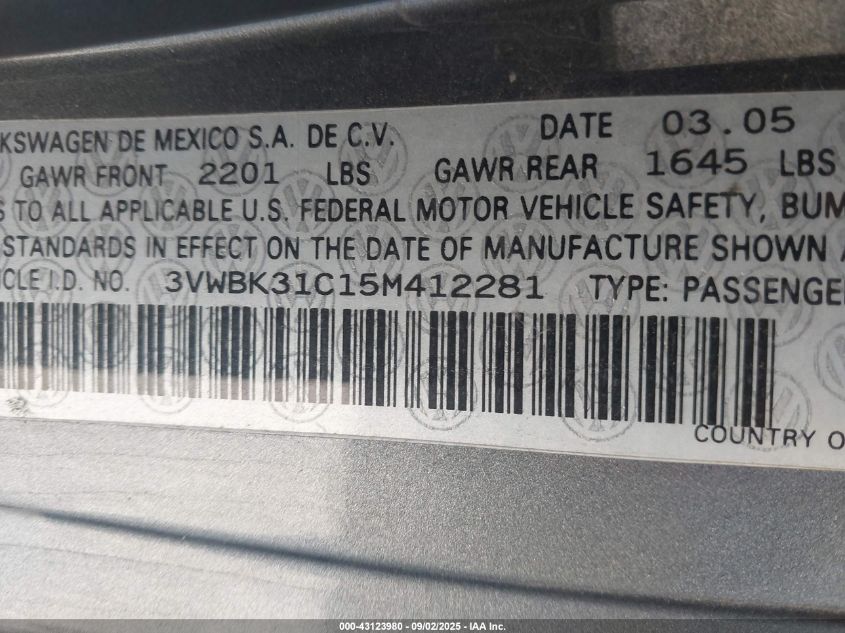 KSWAGEN DE MEXICO S.A. DE C.V. DATE 03.05
GAWR FRONT 2201 LBS GAWR REAR 1645 LBS
S TO ALL APPLICABLE U.S. FEDERAL MOTOR VEHICLE SAFETY, BUM
STANDARDS IN EFFECT ON THE DATE OF MANUFACTURE SHOWN A
ICLE I.D. NO. 3VWBK31C15M412281 TYPE: PASSENGE
COUNTRY O
000-43123980 - 09/02/2025 - IAA Inc.